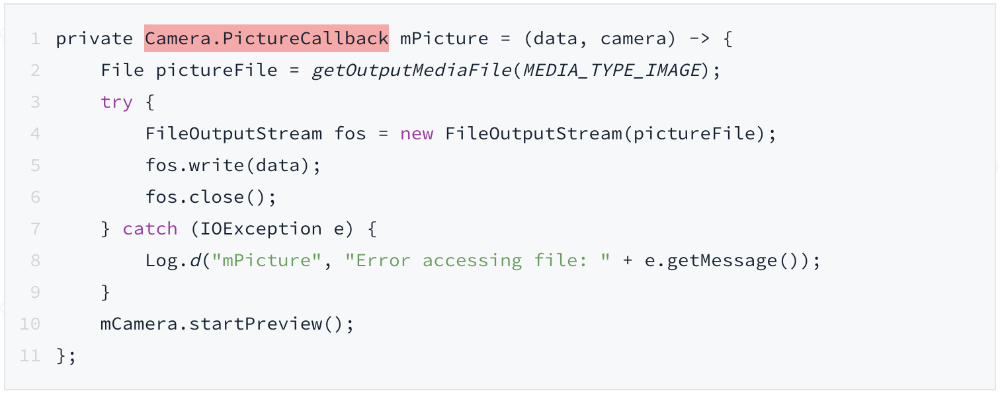 1 private Camera.PictureCallback mPicture = (data, camera) -> {
2     File pictureFile = getOutputMediaFile(MEDIA_TYPE_IMAGE);
3     try {
4         FileOutputStream fos = new FileOutputStream(pictureFile);
5         fos.write(data);
6         fos.close();
7     } catch (IOException e) {
8         Log.d("mPicture", "Error accessing file: " + e.getMessage());
9     }
10     mCamera.startPreview();
11 };